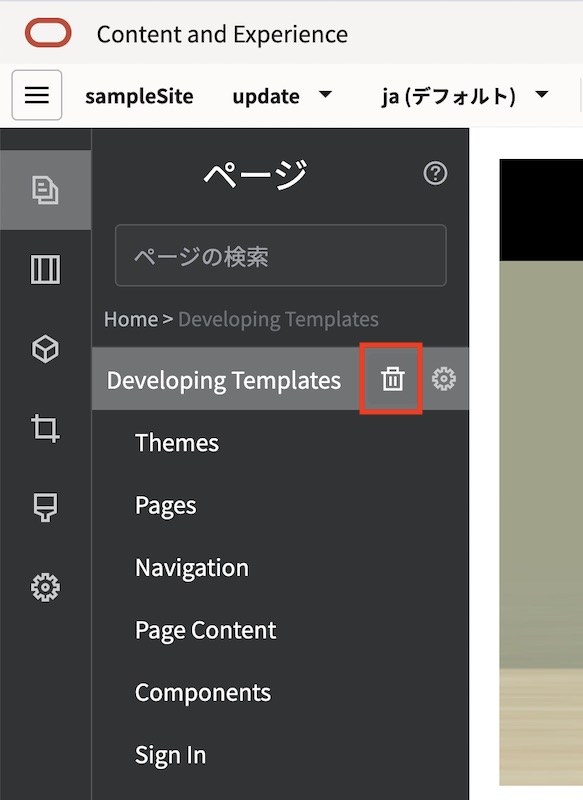 Content and Experience
sampleSite update ja (デフォルト)
ページ
ページの検索
Home > Developing Templates
Developing Templates
Themes
Pages
Navigation
Page Content
Components
Sign In